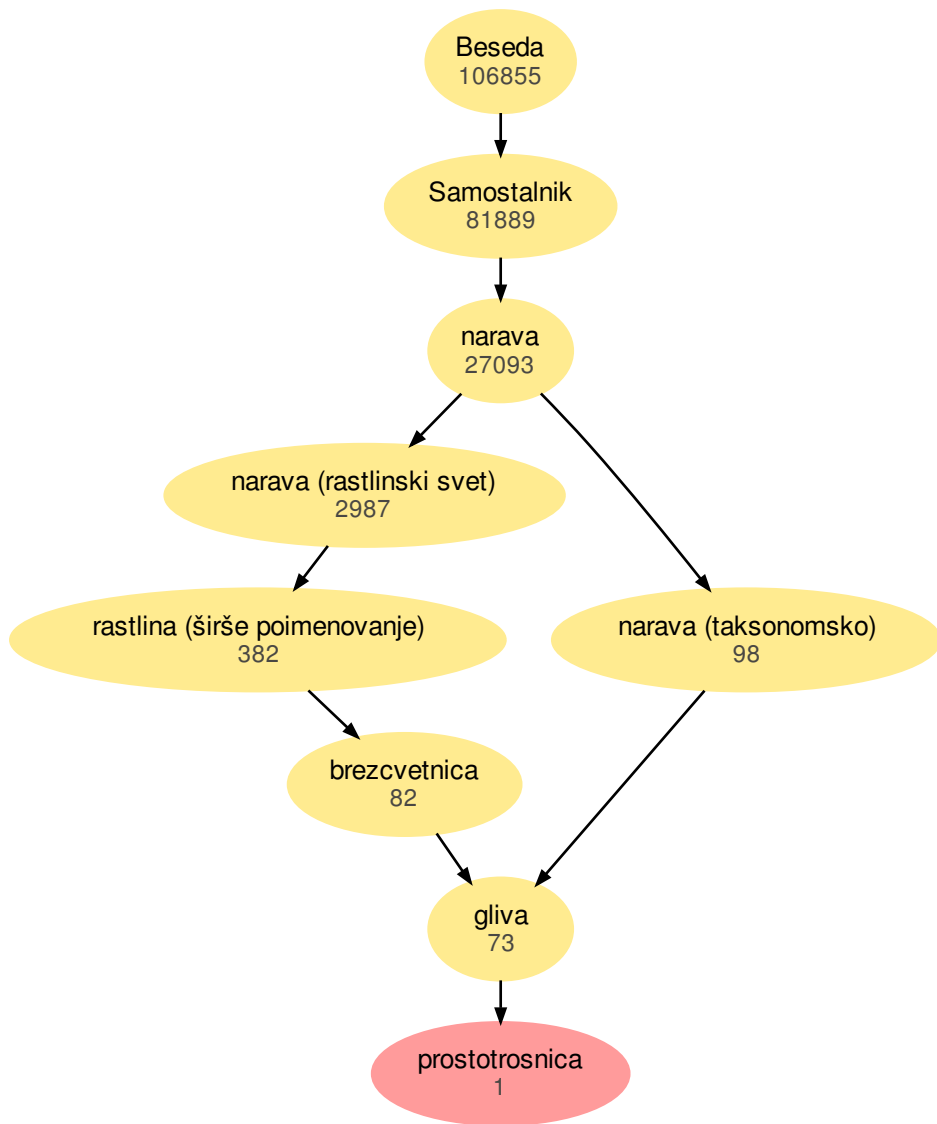 Beseda
106855
Samostalnik
81889
narava
27093
narava (rastlinski svet)
2987
rastlina (širše poimenovanje)
382
narava (taksonomsko)
98
brezcvetnica
82
gliva
73
prostotrosnica
1